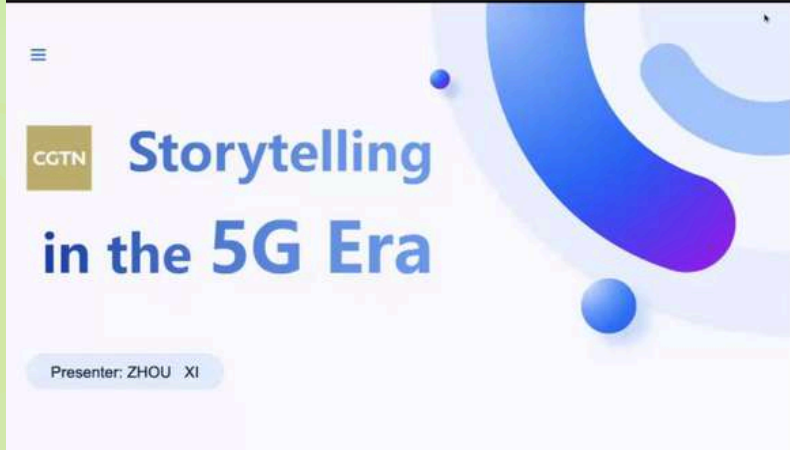 CGTN Storytelling
in the 5G Era
Presenter: ZHOU XI